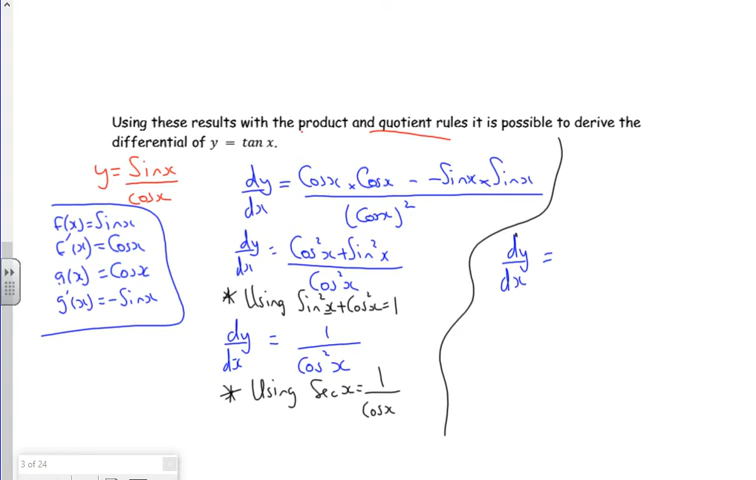 Using these results with the product and quotient rules it is possible to derive the
differential of y = tan x.
y = Sinx/Cosx
f(x)=Sinx
f'(x)=Cosx
g(x)=Cosx
g'(x)=-Sinx
dy/dx = Cosx × Cosx - -Sinx × Sinx / (Cosx)²
dy/dx = Cos²x+Sin²x / Cos²x
* Using Sin²x+Cos²x=1
dy/dx = 1/Cos²x
* Using Sec x = 1/Cosx
dy/dx =
3 of 24